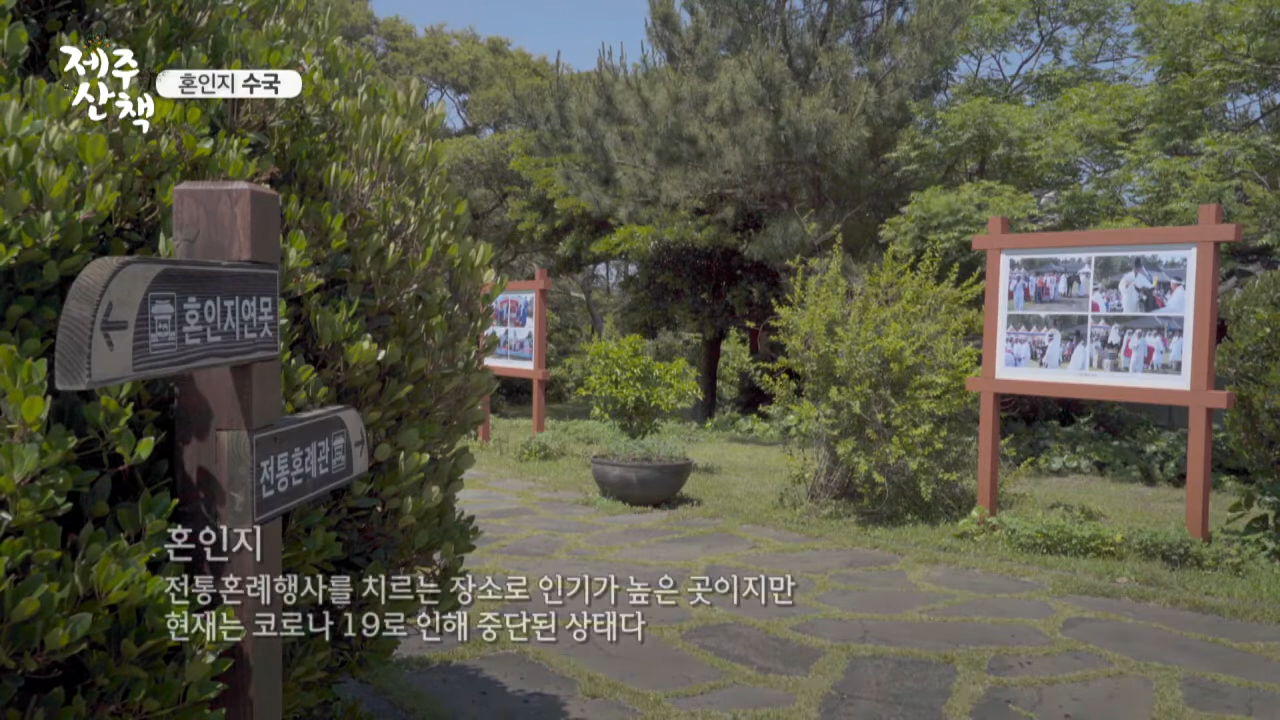 제주
산책
혼인지 수국
혼인지연못
전통혼례관
혼인지
전통혼례행사를 치르는 장소로 인기가 높은 곳이지만
현재는 코로나 19로 인해 중단된 상태다